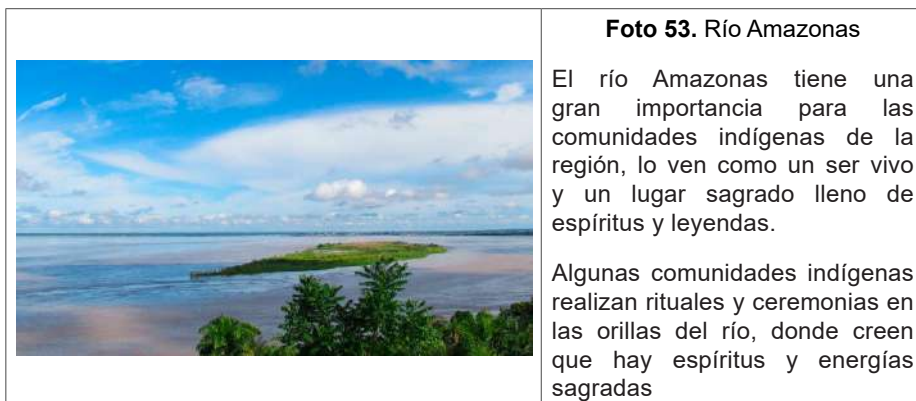 Foto 53. Río Amazonas
El río Amazonas tiene una
gran importancia para las
comunidades indígenas de la
región, lo ven como un ser vivo
y un lugar sagrado lleno de
espíritus y leyendas.
Algunas comunidades indígenas
realizan rituales y ceremonias en
las orillas del río, donde creen
que hay espíritus y energías
sagradas